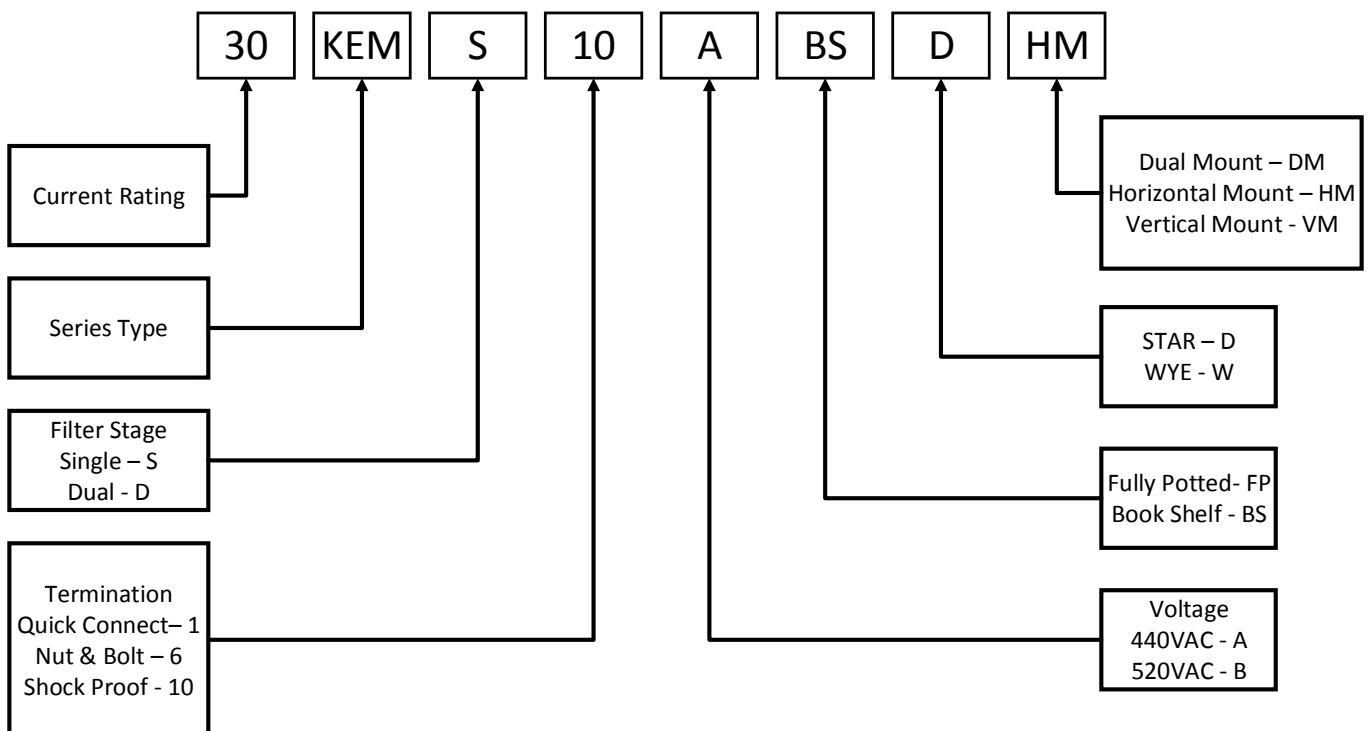 30 KEM S 10 A BS D HM
Current Rating
Series Type
Filter Stage
Single – S
Dual - D
Termination
Quick Connect– 1
Nut & Bolt – 6
Shock Proof - 10
Dual Mount – DM
Horizontal Mount – HM
Vertical Mount - VM
STAR – D
WYE - W
Fully Potted- FP
Book Shelf - BS
Voltage
440VAC - A
520VAC - B